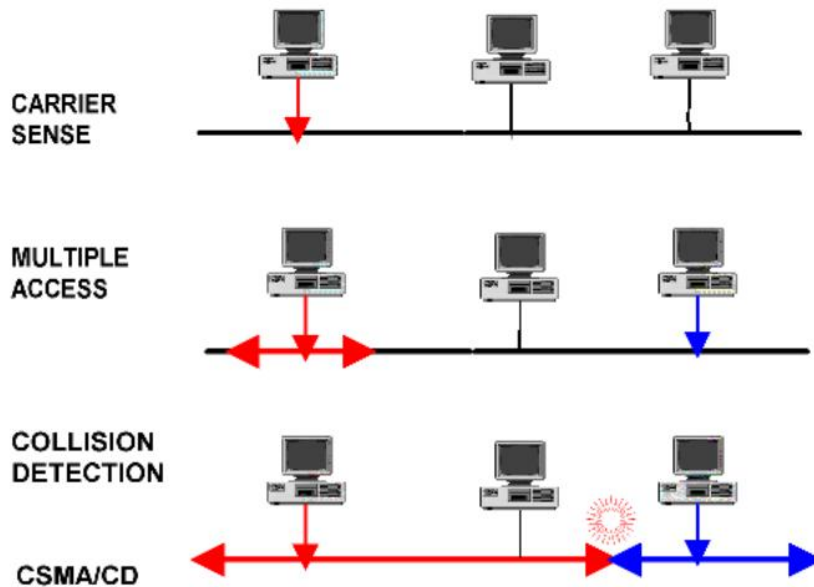 CARRIER
SENSE
MULTIPLE
ACCESS
COLLISION
DETECTION
CSMA/CD